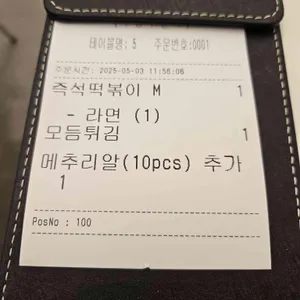 테이블명: 5 주문번호:0001
주문시간: 2025-05-03 11:56:06
즉석떡볶이 M 1
- 라면 (1)
모듬튀김 1
메추리알(10pcs) 추가
1
PosNo : 100